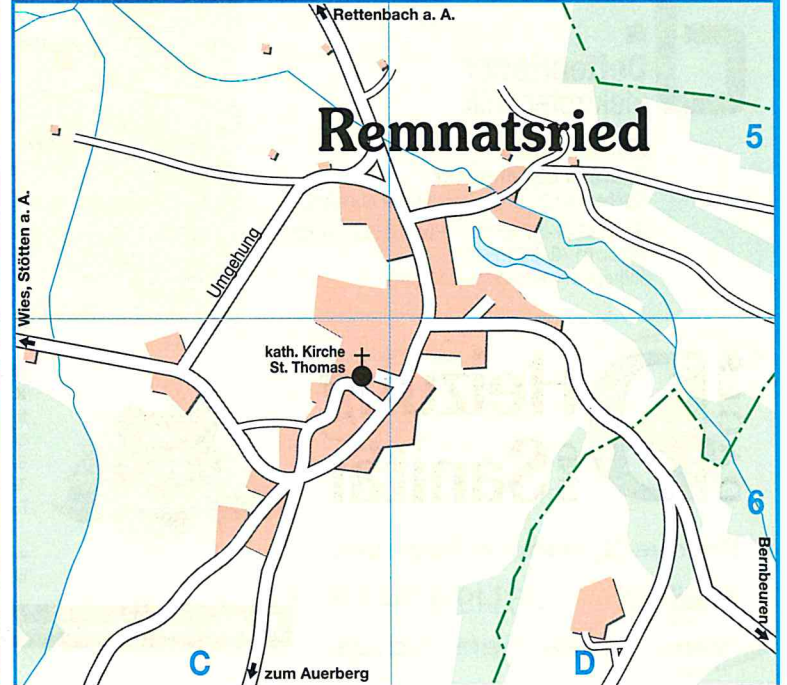 Rettenbach a. A.
Remnatsried
5
Wies, Stötten a. A.
Umgehung
kath. Kirche
St. Thomas
6
Bernbeuren
C
D
zum Auerberg